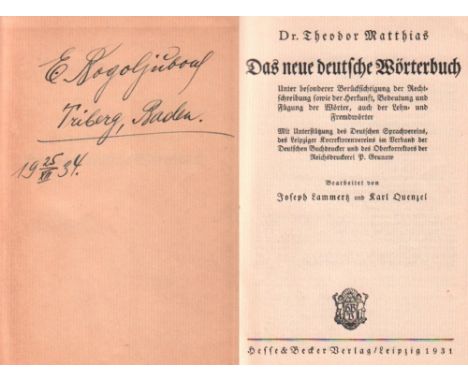 E Bogoljubow
Triberg, Baden.
19 25/VII 34.
Dr. Theodor Matthias
Das neue deutsche Wörterbuch
Unter besonderer Berücksichtigung der Recht-
schreibung sowie der Herkunft, Bedeutung und
Fügung der Wörter, auch der Lehn- und
Fremdwörter
Mit Unterstützung des Deutschen Sprachvereins,
des Leipziger Korrektorenvereins im Verband der
Deutschen Buchdrucker und des Oberkorrektors der
Reichsdruckerei P. Grunow
Bearbeitet von
Joseph Lammertz und Karl Quenzel
Hesse & Becker Verlag / Leipzig 1931